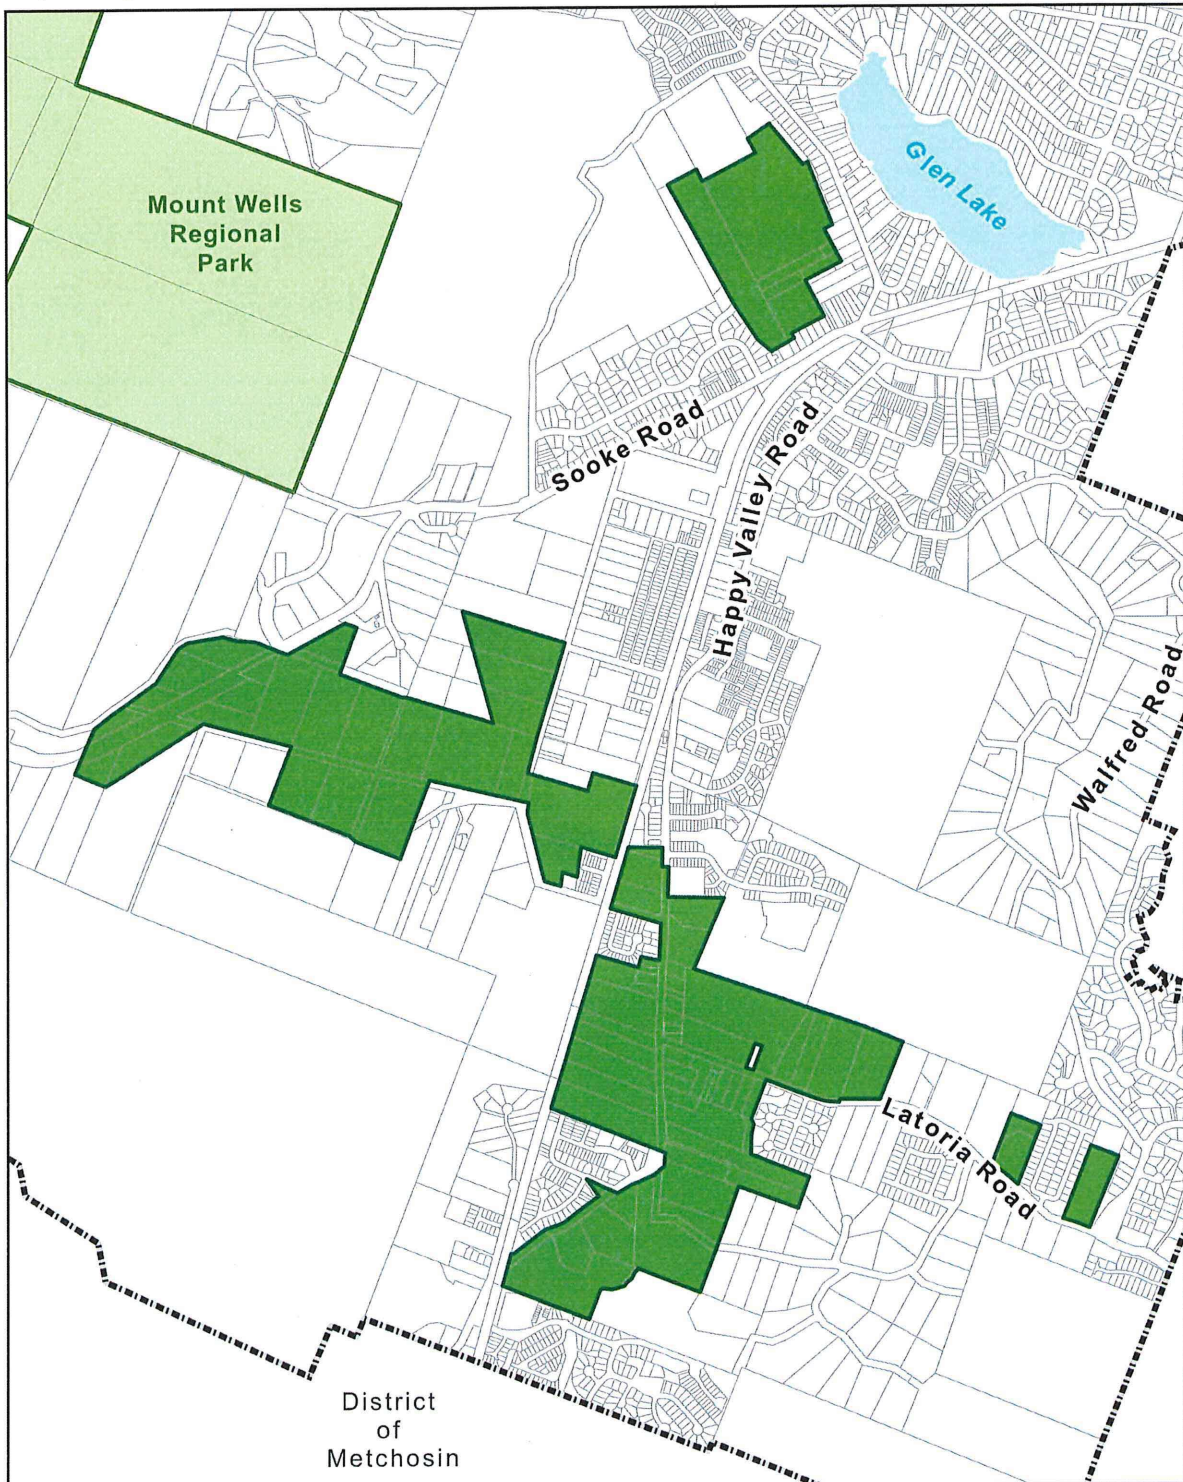 Mount Wells
Regional
Park
Glen Lake
Sooke Road
Happy Valley Road
Walfred Road
Latoria Road
District
of
Metchosin